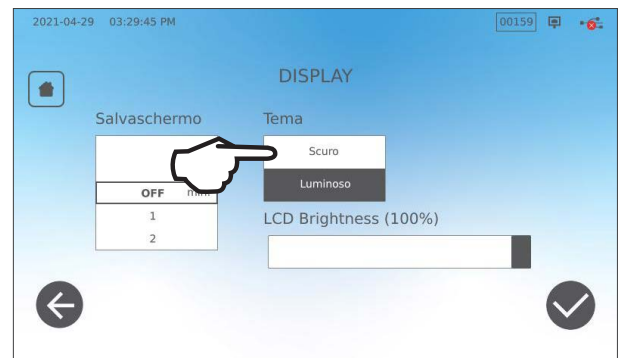 2021-04-29 03:29:45 PM 00159
DISPLAY
Salvaschermo
OFF min.
1
2
Tema
Scuro
Luminoso
LCD Brightness (100%)